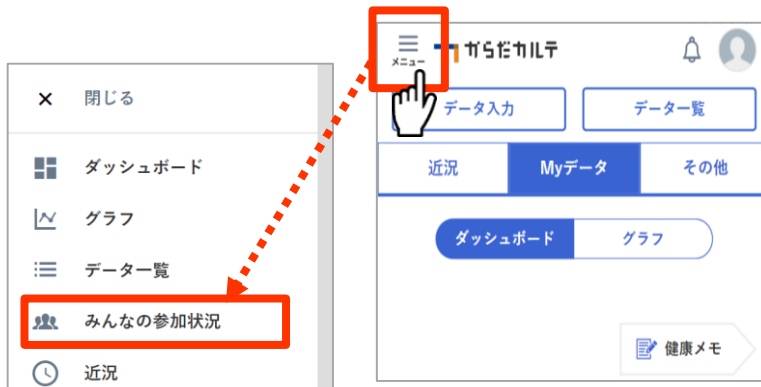 × 閉じる
ダッシュボード
グラフ
データ一覧
みんなの参加状況
近況
メニュー
からだカルテ
データ入力
データ一覧
近況 Myデータ その他
ダッシュボード グラフ
健康メモ